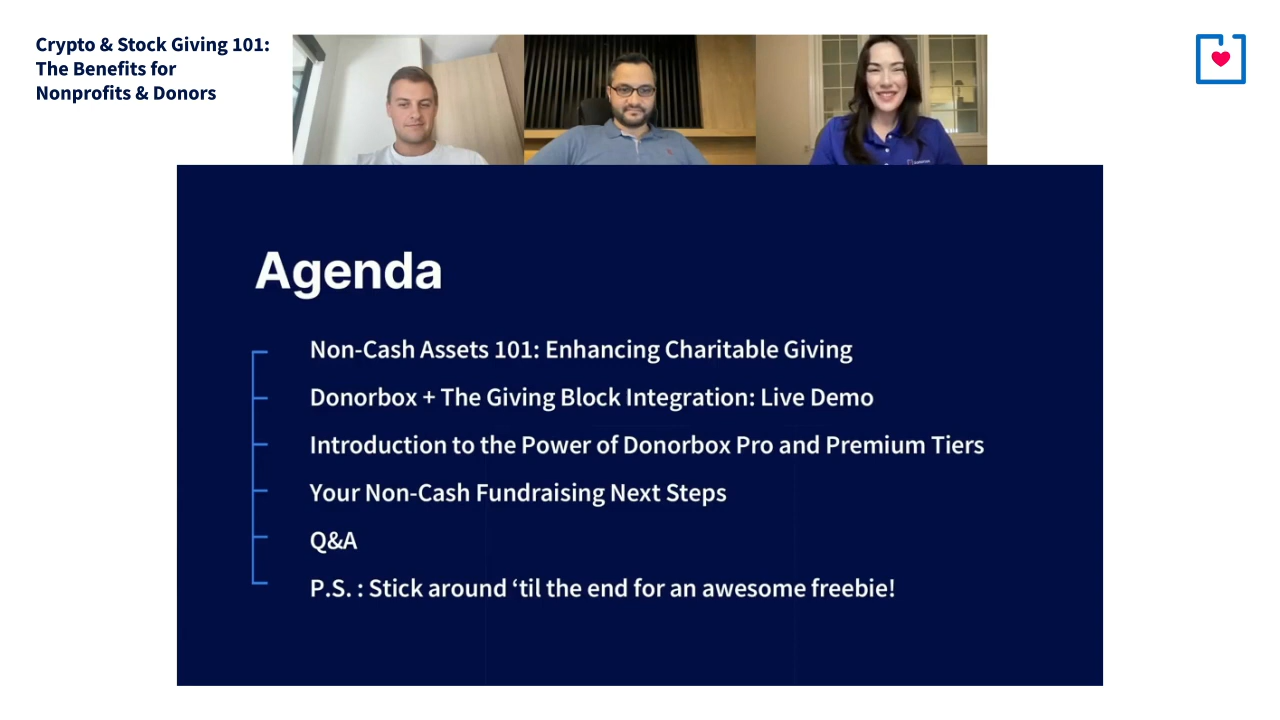 Crypto & Stock Giving 101:
The Benefits for
Nonprofits & Donors
Agenda
Non-Cash Assets 101: Enhancing Charitable Giving
Donorbox + The Giving Block Integration: Live Demo
Introduction to the Power of Donorbox Pro and Premium Tiers
Your Non-Cash Fundraising Next Steps
Q&A
P.S. : Stick around ‘til the end for an awesome freebie!